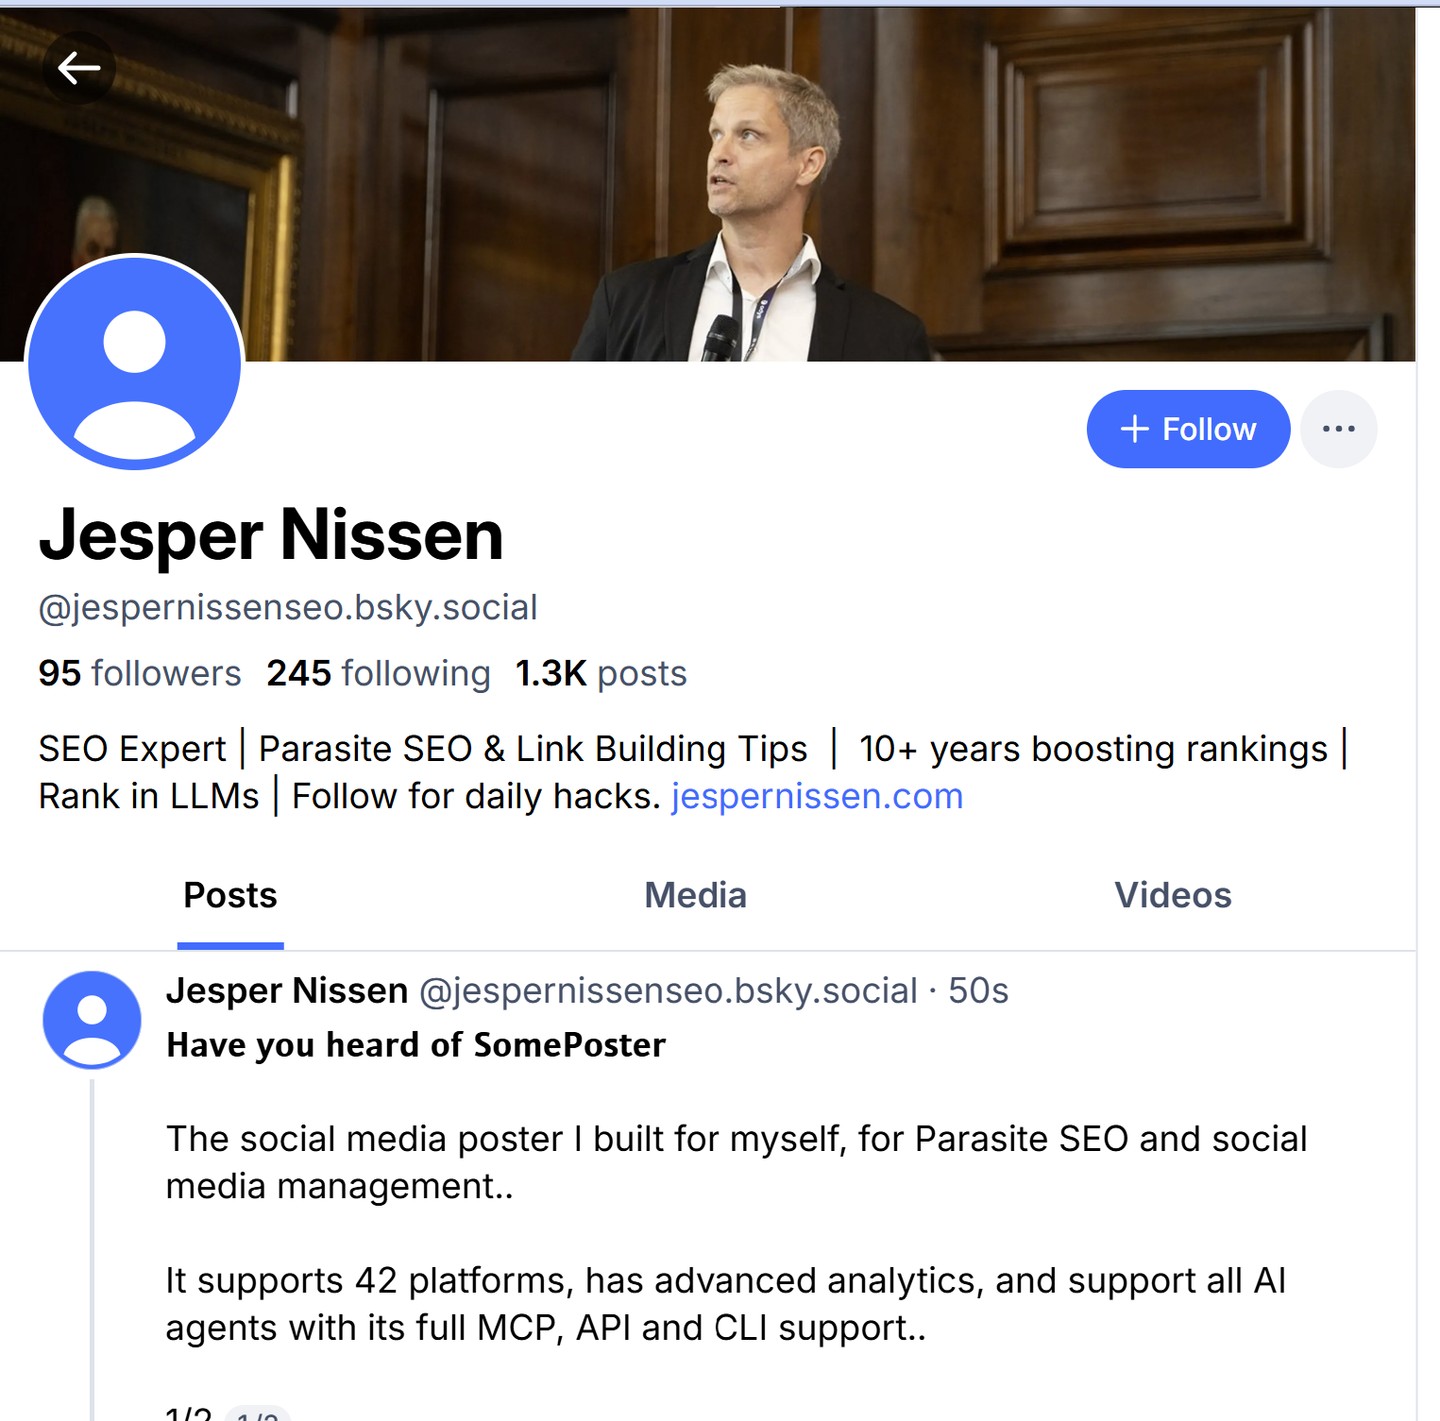 + Follow
Jesper Nissen
@jespernissenseo.bsky.social
95 followers 245 following 1.3K posts
SEO Expert | Parasite SEO & Link Building Tips | 10+ years boosting rankings |
Rank in LLMs | Follow for daily hacks. jespernissen.com
Posts
Media
Videos
Jesper Nissen @jespernissenseo.bsky.social · 50s
Have you heard of SomePoster
The social media poster I built for myself, for Parasite SEO and social
media management..
It supports 42 platforms, has advanced analytics, and support all AI
agents with its full MCP, API and CLI support..
1/2 1/2